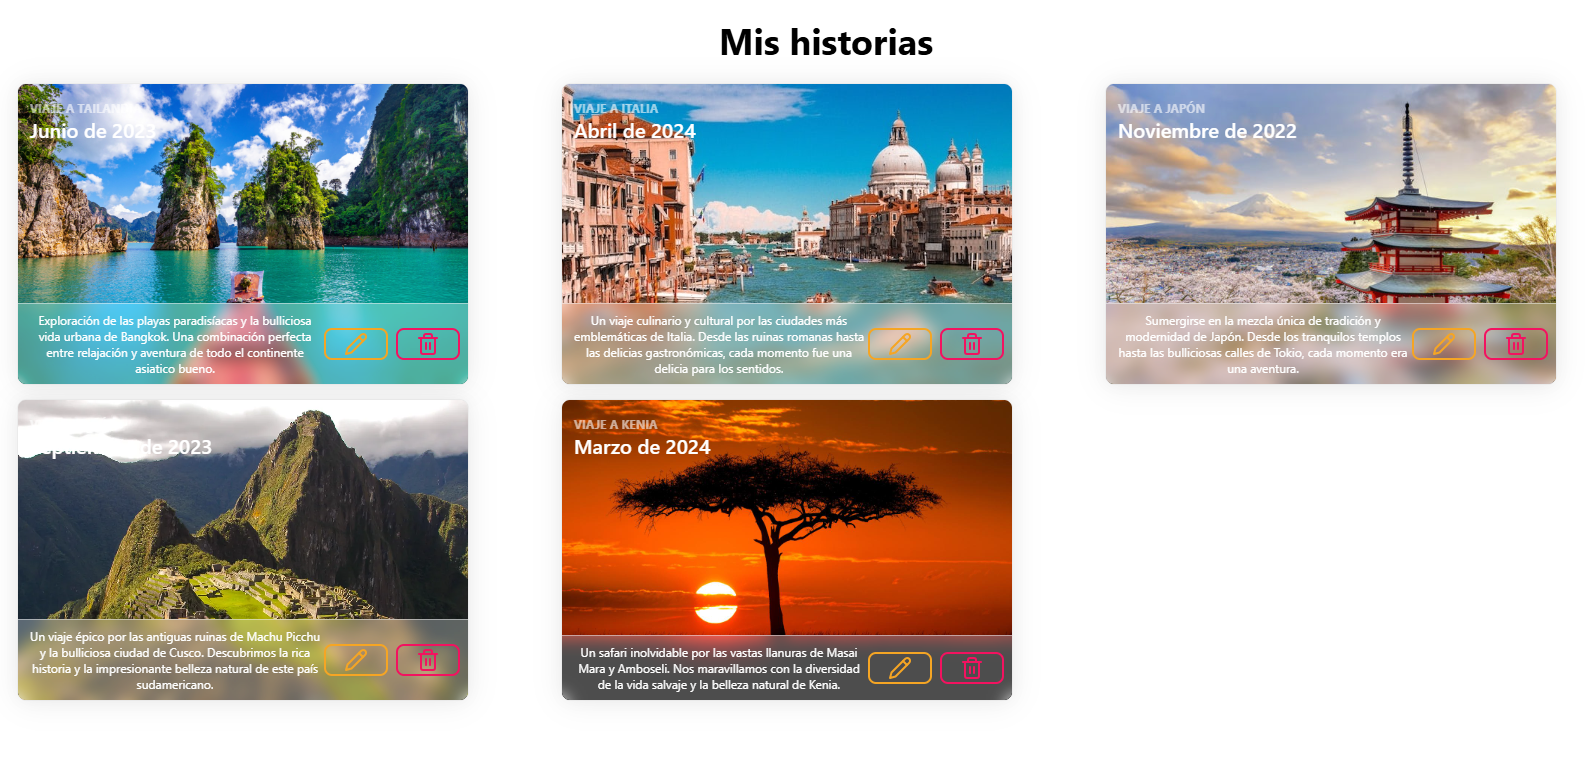 Mis historias
VIAJE A TAILANDIA
Junio de 2023
VIAJE A ITALIA
Abril de 2024
VIAJE A JAPÓN
Noviembre de 2022
Exploración de las playas paradisíacas y la bulliciosa
vida urbana de Bangkok. Una combinación perfecta
entre relajación y aventura de todo el continente
asiatico bueno.
Un viaje culinario y cultural por las ciudades más
emblemáticas de Italia. Desde las ruinas romanas hasta
las delicias gastronómicas, cada momento fue una
delicia para los sentidos.
Sumergirse en la mezcla única de tradición y
modernidad de Japón. Desde los tranquilos templos
hasta las bulliciosas calles de Tokio, cada momento era
una aventura.
Septiembre de 2023
VIAJE A KENIA
Marzo de 2024
Un viaje épico por las antiguas ruinas de Machu Picchu
y la bulliciosa ciudad de Cusco. Descubrimos la rica
historia y la impresionante belleza natural de este país
sudamericano.
Un safari inolvidable por las vastas llanuras de Masai
Mara y Amboseli. Nos maravillamos con la diversidad
de la vida salvaje y la belleza natural de Kenia.